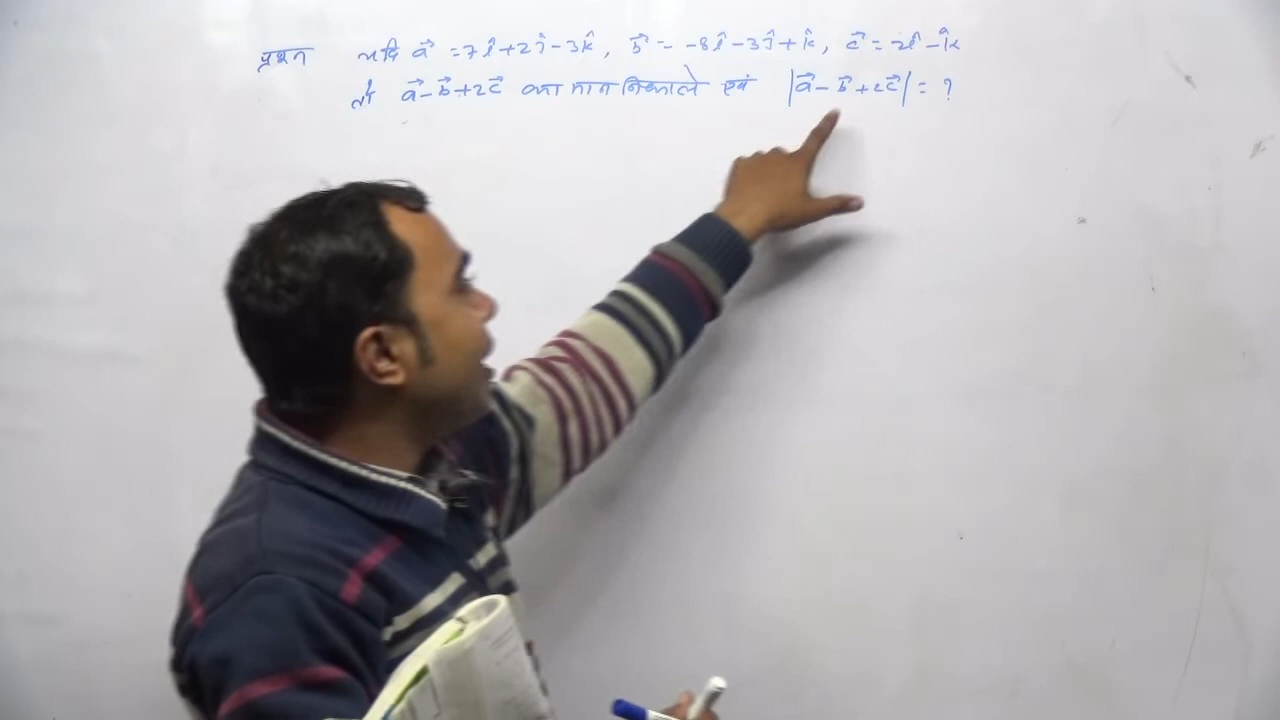 प्रश्न यदि a⃗ = 7î + 2ĵ - 3k̂, b⃗ = -8î - 3ĵ + k̂, c⃗ = 2î - k̂
तो a⃗ - b⃗ + 2c⃗ का मान निकाले एवं |a⃗ - b⃗ + 2c⃗| = ?